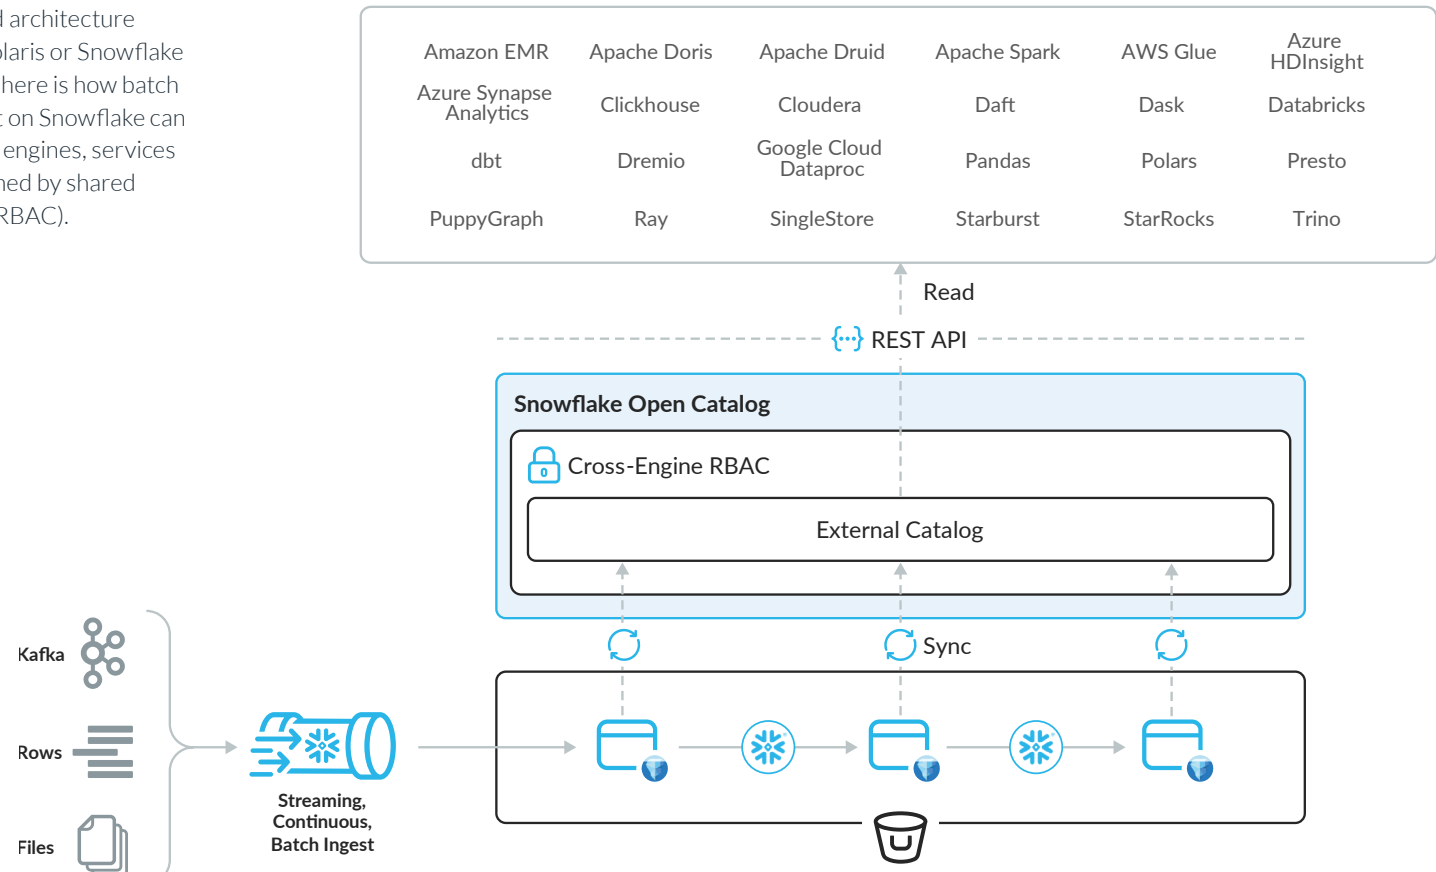 architecture
laris or Snowflake
here is how batch
on Snowflake can
engines, services
ned by shared
RBAC).
Amazon EMR
Apache Doris
Apache Druid
Apache Spark
AWS Glue
Azure
HDInsight
Azure Synapse
Analytics
Clickhouse
Cloudera
Daft
Dask
Databricks
dbt
Dremio
Google Cloud
Dataproc
Pandas
Polars
Presto
PuppyGraph
Ray
SingleStore
Starburst
StarRocks
Trino
Read
{...} REST API
Snowflake Open Catalog
Cross-Engine RBAC
External Catalog
Sync
Kafka
Rows
Files
Streaming,
Continuous,
Batch Ingest